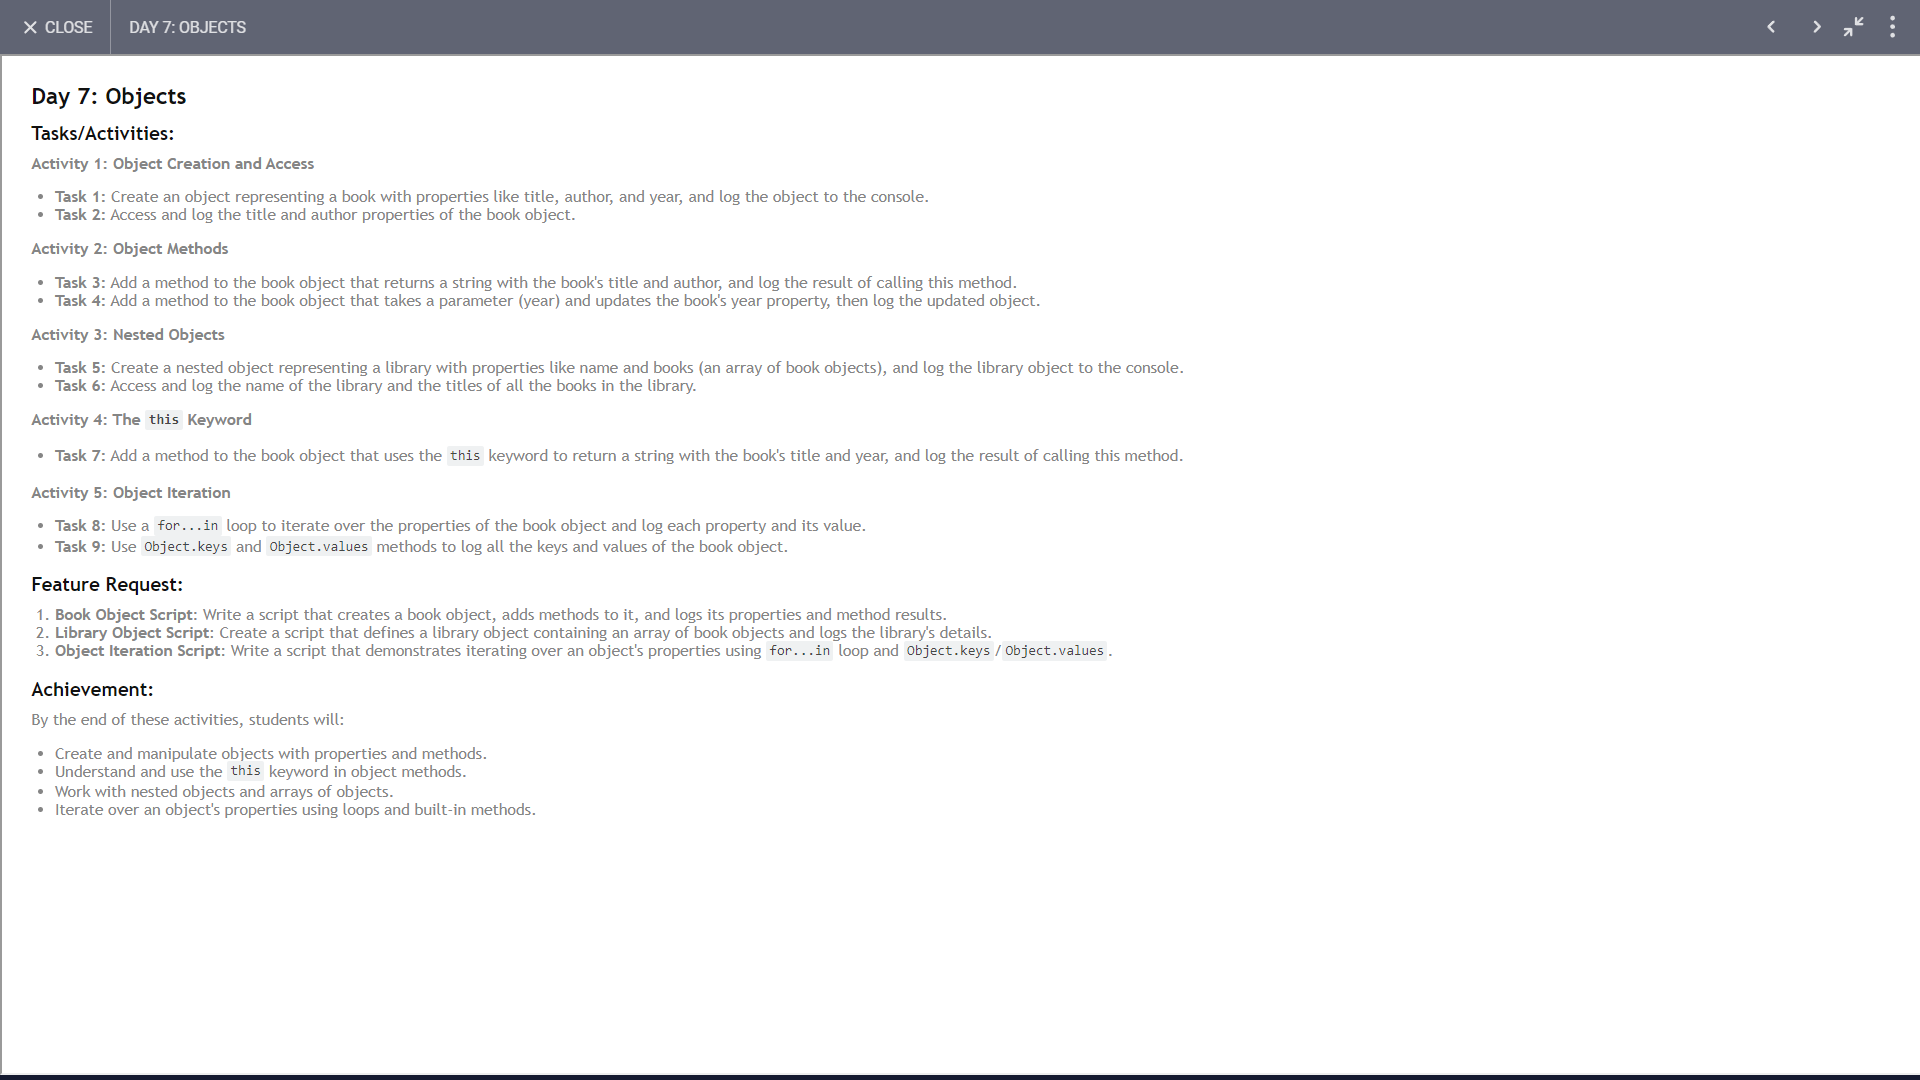 CLOSE
DAY 7: OBJECTS
Day 7: Objects
Tasks/Activities:
Activity 1: Object Creation and Access
• Task 1: Create an object representing a book with properties like title, author, and year, and log the object to the console.
• Task 2: Access and log the title and author properties of the book object.
Activity 2: Object Methods
• Task 3: Add a method to the book object that returns a string with the book's title and author, and log the result of calling this method.
• Task 4: Add a method to the book object that takes a parameter (year) and updates the book's year property, then log the updated object.
Activity 3: Nested Objects
• Task 5: Create a nested object representing a library with properties like name and books (an array of book objects), and log the library object to the console.
• Task 6: Access and log the name of the library and the titles of all the books in the library.
Activity 4: The this Keyword
• Task 7: Add a method to the book object that uses the this keyword to return a string with the book's title and year, and log the result of calling this method.
Activity 5: Object Iteration
• Task 8: Use a for...in loop to iterate over the properties of the book object and log each property and its value.
• Task 9: Use Object.keys and Object.values methods to log all the keys and values of the book object.
Feature Request:
1. Book Object Script: Write a script that creates a book object, adds methods to it, and logs its properties and method results.
2. Library Object Script: Create a script that defines a library object containing an array of book objects and logs the library's details.
3. Object Iteration Script: Write a script that demonstrates iterating over an object's properties using for...in loop and Object.keys/Object.values.
Achievement:
By the end of these activities, students will:
• Create and manipulate objects with properties and methods.
• Understand and use the this keyword in object methods.
• Work with nested objects and arrays of objects.
• Iterate over an object's properties using loops and built-in methods.